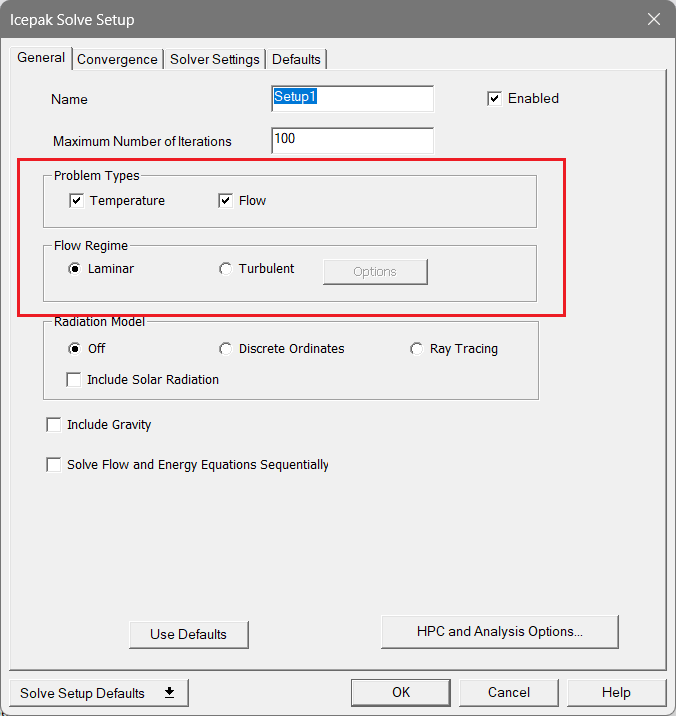 Icepak Solve Setup
General Convergence Solver Settings Defaults
Name Setup1 Enabled
Maximum Number of Iterations 100
Problem Types
Temperature Flow
Flow Regime
Laminar Turbulent Options
Radiation Model
Off Discrete Ordinates Ray Tracing
Include Solar Radiation
Include Gravity
Solve Flow and Energy Equations Sequentially
Use Defaults HPC and Analysis Options...
Solve Setup Defaults OK Cancel Help